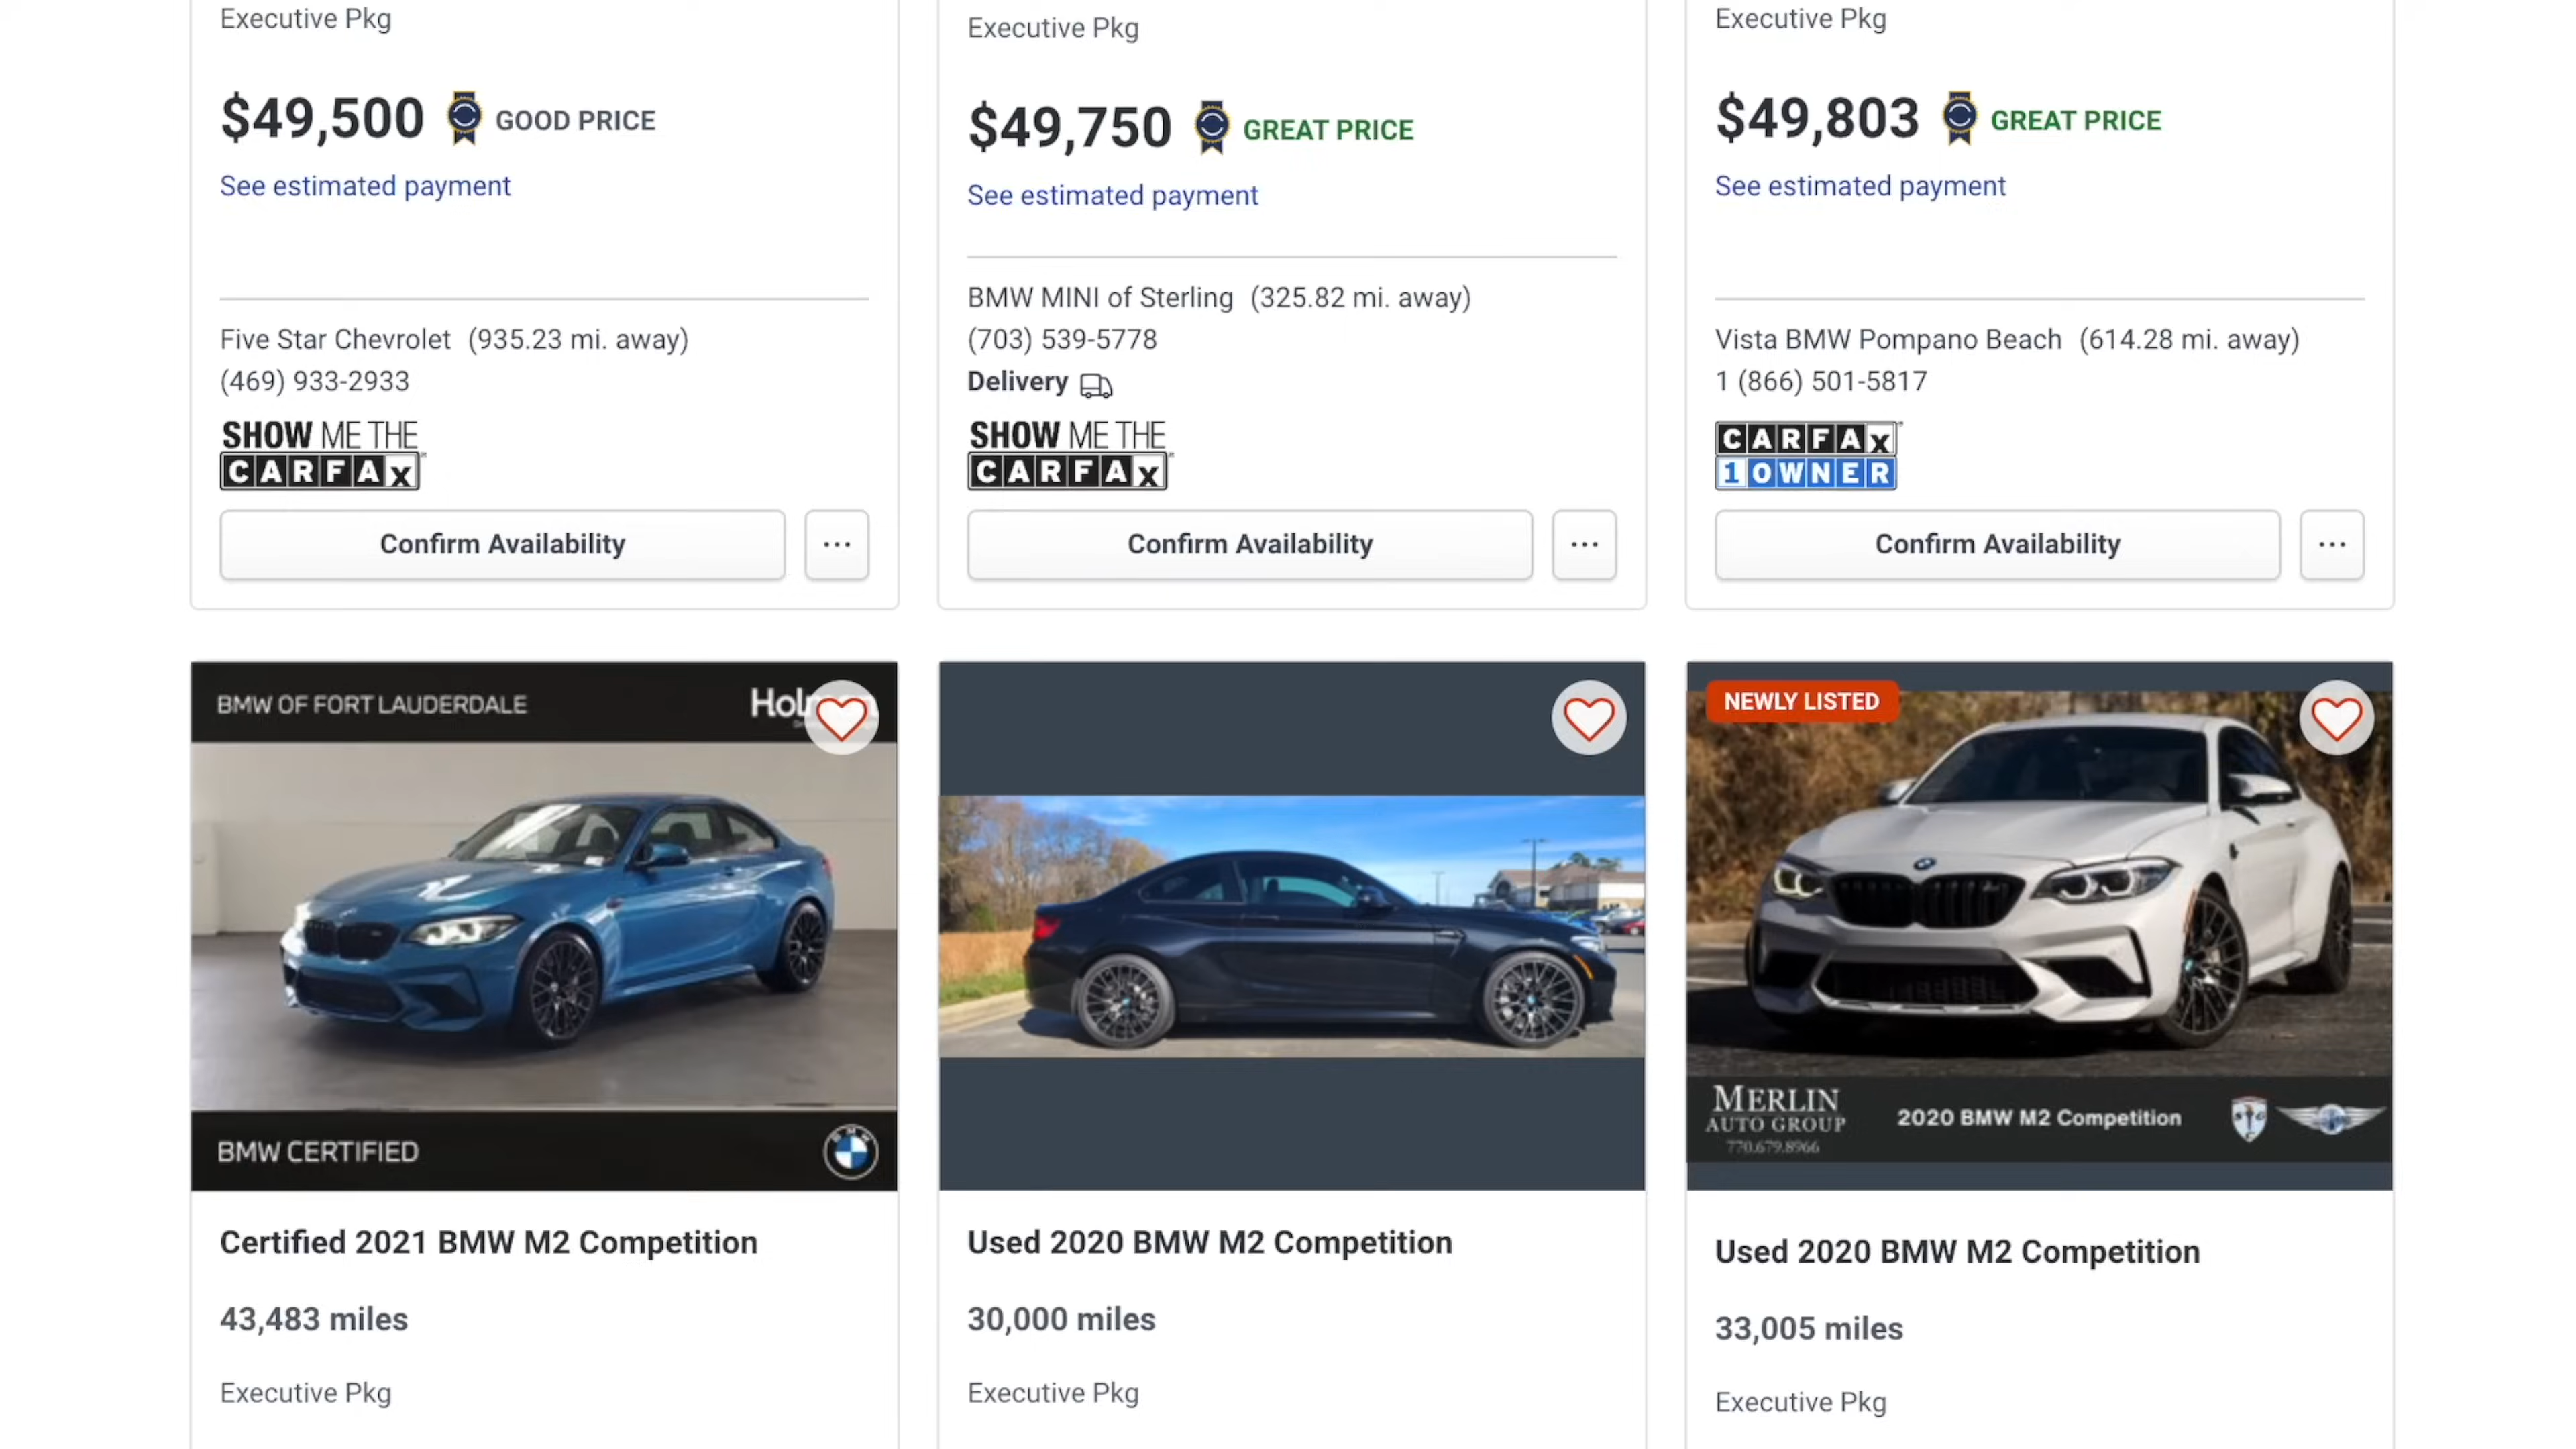 Executive Pkg
$49,500 GOOD PRICE
See estimated payment
Five Star Chevrolet (935.23 mi. away)
(469) 933-2933
SHOW ME THE
CARFAX
Confirm Availability
Executive Pkg
$49,750 GREAT PRICE
See estimated payment
BMW MINI of Sterling (325.82 mi. away)
(703) 539-5778
Delivery
SHOW ME THE
CARFAX
Confirm Availability
Executive Pkg
$49,803 GREAT PRICE
See estimated payment
Vista BMW Pompano Beach (614.28 mi. away)
1 (866) 501-5817
CARFAX
1 OWNER
Confirm Availability
BMW OF FORT LAUDERDALE
BMW CERTIFIED
BMW
Certified 2021 BMW M2 Competition
43,483 miles
Executive Pkg
Used 2020 BMW M2 Competition
30,000 miles
Executive Pkg
NEWLY LISTED
MERLIN
AUTO GROUP
770.679.8966
2020 BMW M2 Competition
Used 2020 BMW M2 Competition
33,005 miles
Executive Pkg